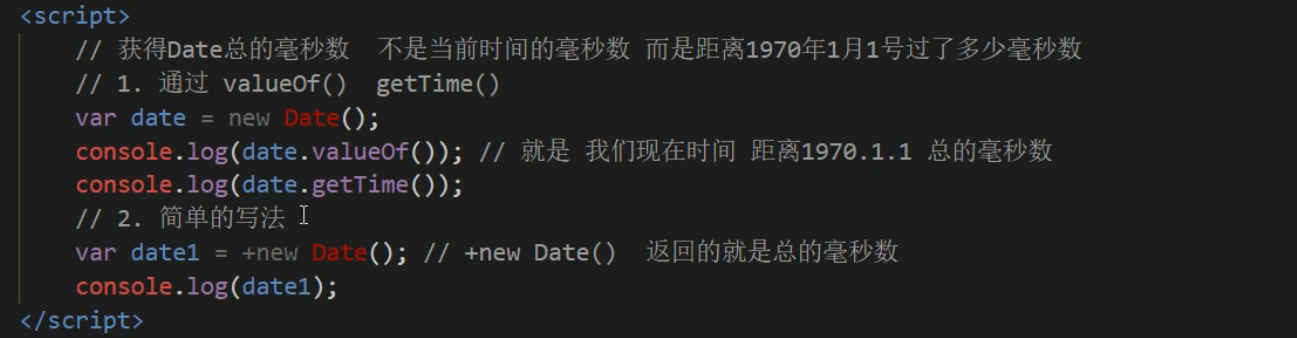 <script>
// 获得Date总的毫秒数  不是当前时间的毫秒数 而是距离1970年1月1号过了多少毫秒数
// 1. 通过 valueOf()  getTime()
var date = new Date();
console.log(date.valueOf()); // 就是 我们现在时间 距离1970.1.1 总的毫秒数
console.log(date.getTime());
// 2. 简单的写法
var date1 = +new Date(); // +new Date()  返回的就是总的毫秒数
console.log(date1);
</script>